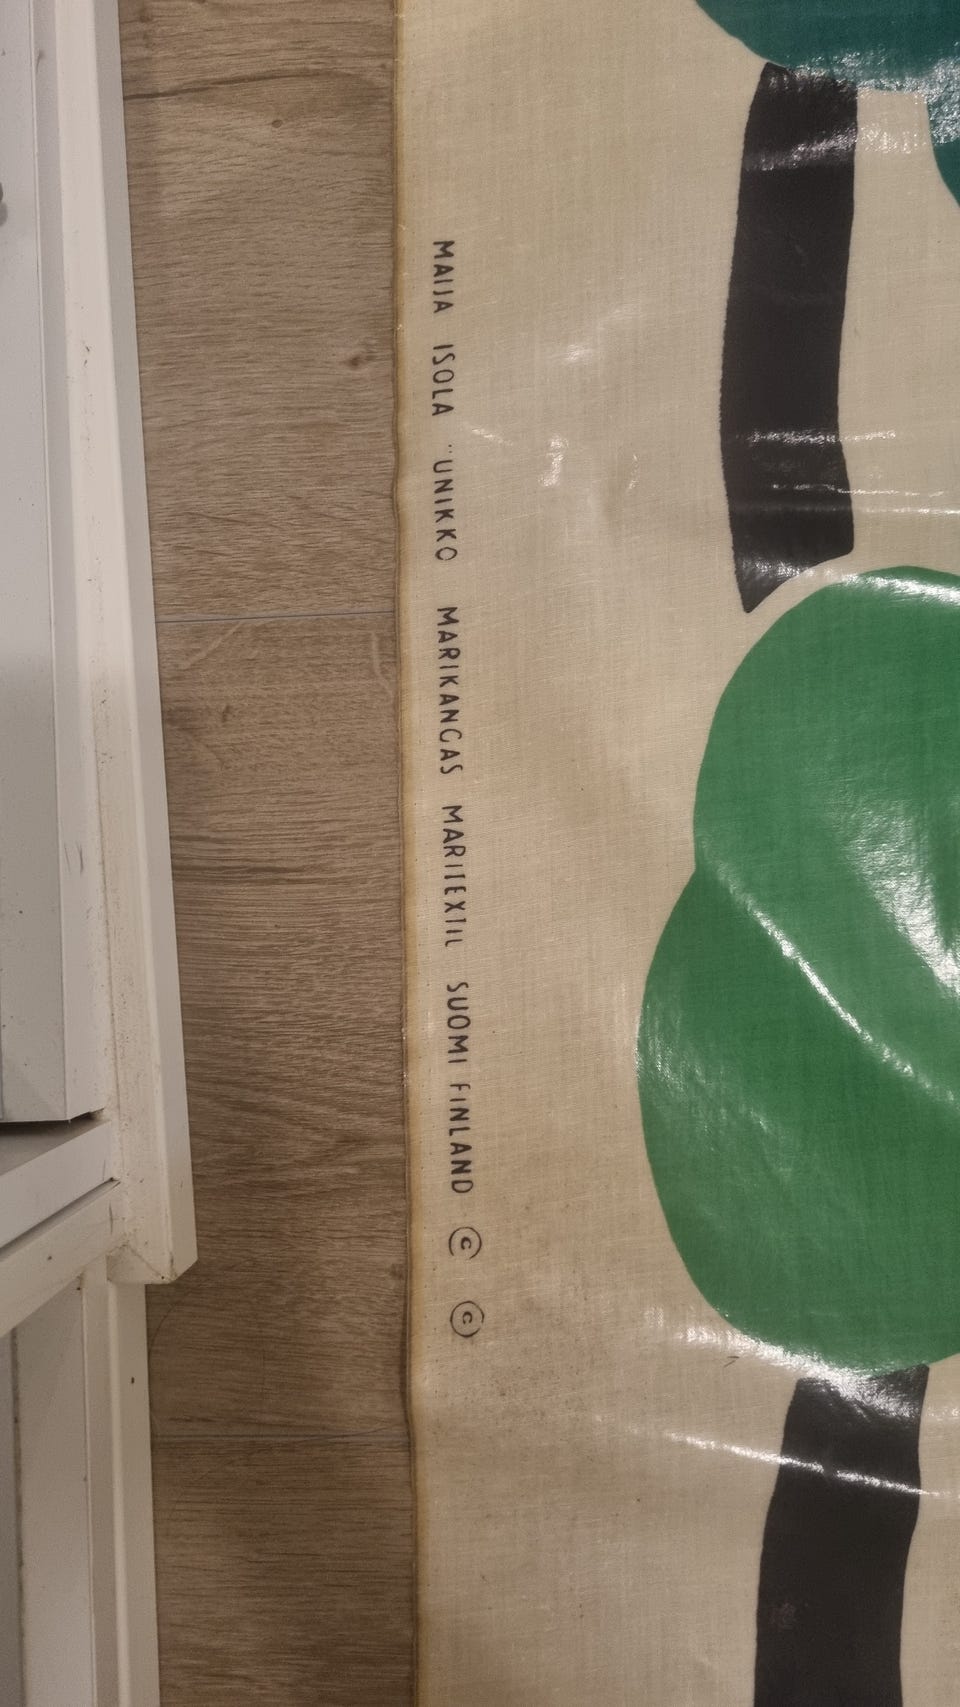 MAIJA ISOLA "UNIKKO MARIKANGAS MARITEXTIL SUOMI FINLAND © ©